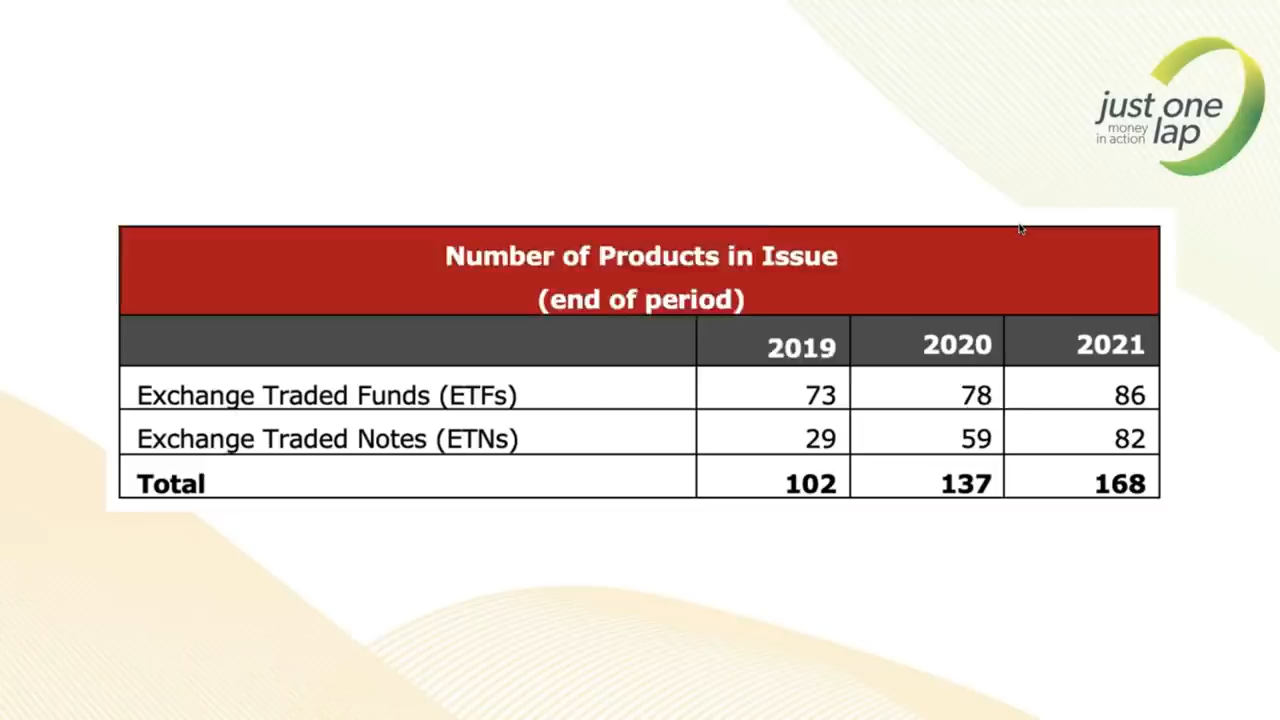 just one
money lap
in action
Number of Products in Issue
(end of period)
2019 2020 2021
Exchange Traded Funds (ETFs) 73 78 86
Exchange Traded Notes (ETNs) 29 59 82
Total 102 137 168